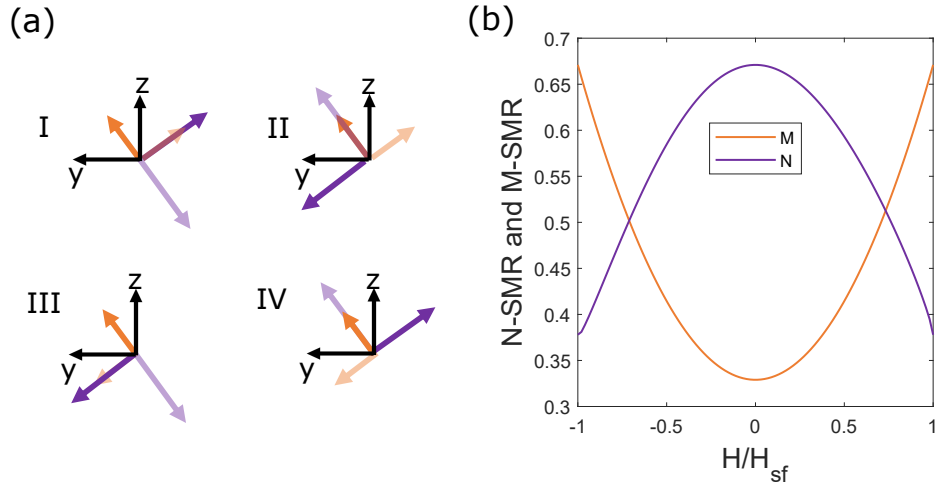 (a)
I
z
y
II
z
y
III
z
y
IV
z
y
(b)
N-SMR and M-SMR
0.7
0.65
0.6
0.55
0.5
0.45
0.4
0.35
0.3
M
N
-1
-0.5
0
0.5
1
H/H_sf